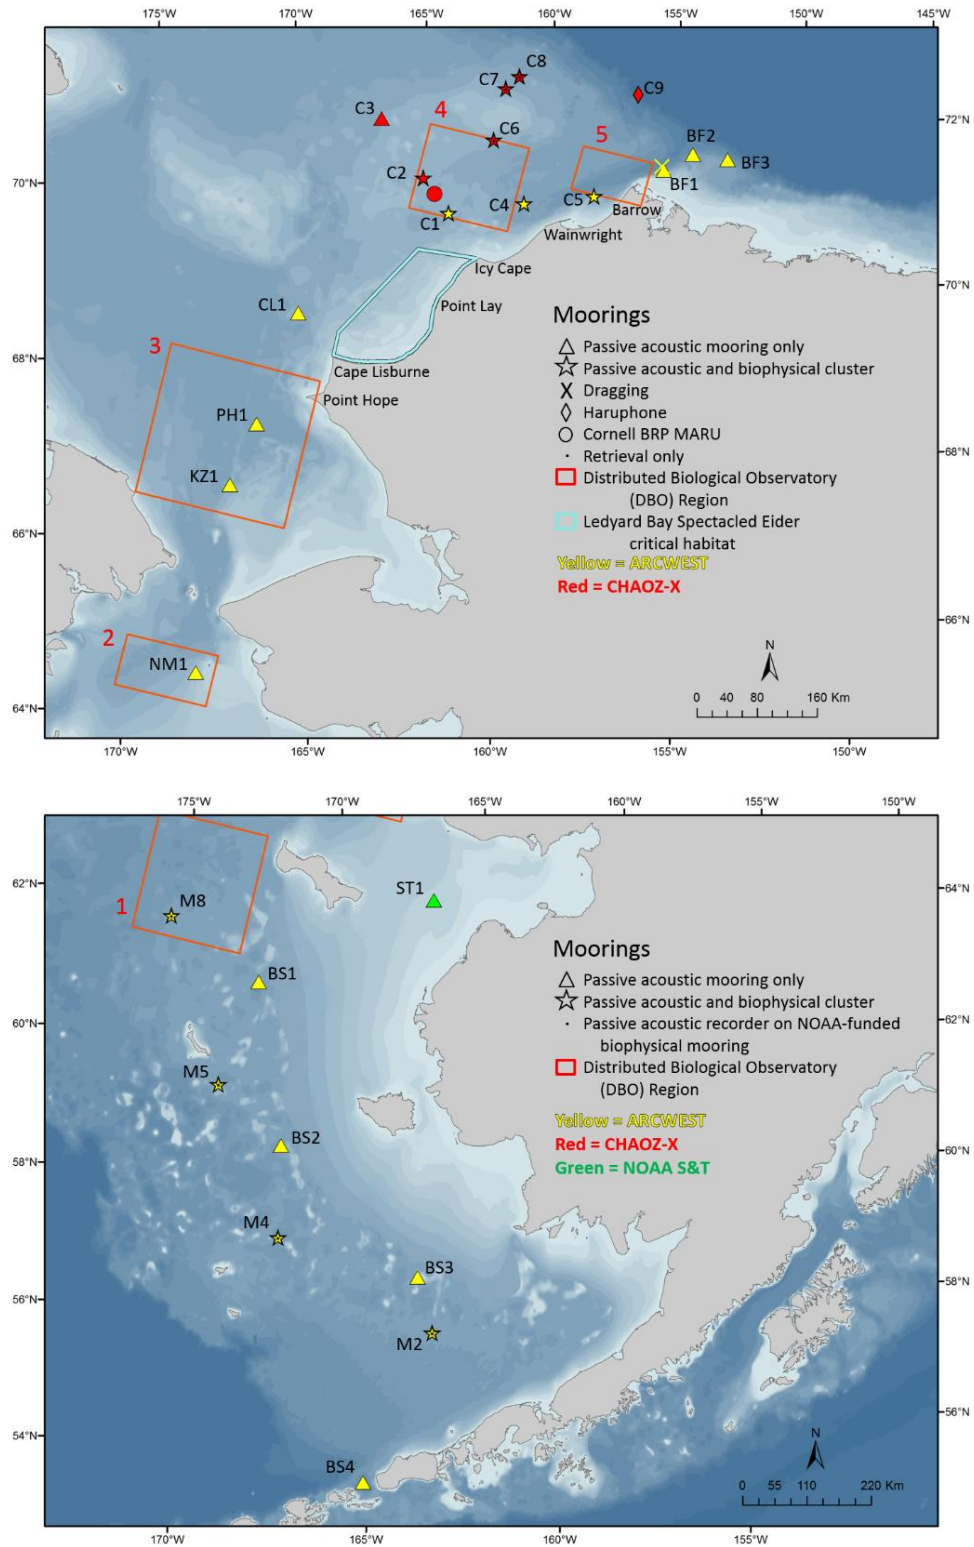 175°W 170°W 165°W 160°W 155°W 150°W 145°W
C8
C7
C9
C3
4
72°N
C6
5
BF2
BF3
C2
70°N
BF1
C4
C5
C1
Barrow
Wainwright
Icy Cape
70°N
Point Lay
CL1
Moorings
3
Passive acoustic mooring only
68°N
Passive acoustic and biophysical cluster
Cape Lisburne
Dragging
Point Hope
Haruphone
PH1
Cornell BRP MARU
Retrieval only
68°N
KZ1
Distributed Biological Observatory
(DBO) Region
Ledyard Bay Spectacled Eider
critical habitat
66°N
Yellow = ARCWEST
Red = CHAOZ-X
66°N
2
N
NM1
0 40 80 160 Km
64°N
170°W 165°W 160°W 155°W 150°W
175°W 170°W 165°W 160°W 155°W 150°W
62°N
ST1
64°N
M8
1
Moorings
BS1
Passive acoustic mooring only
Passive acoustic and biophysical cluster
60°N
62°N
Passive acoustic recorder on NOAA-funded
biophysical mooring
M5
Distributed Biological Observatory
(DBO) Region
Yellow = ARCWEST
BS2
60°N
58°N
Red = CHAOZ-X
Green = NOAA S&T
M4
BS3
58°N
56°N
M2
56°N
54°N
N
BS4
0 55 110 220 Km
170°W 165°W 160°W 155°W